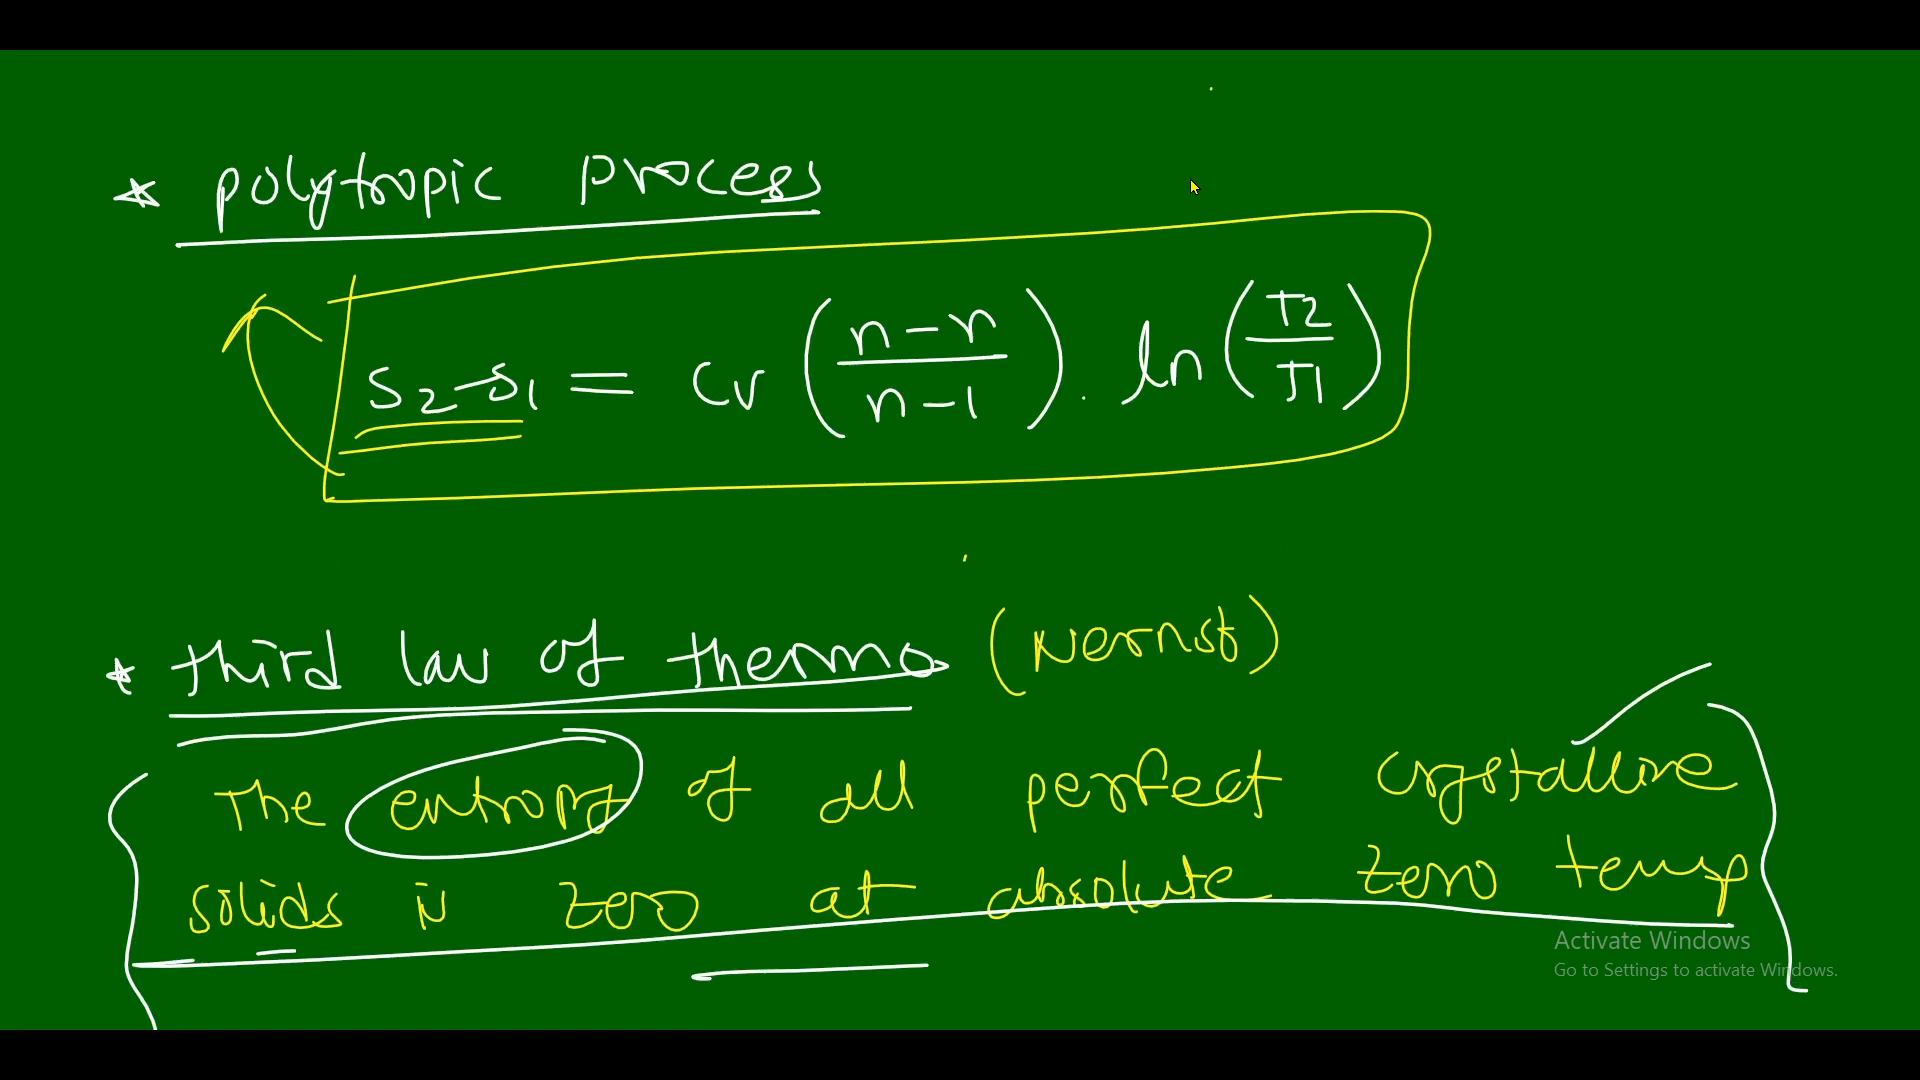 * polytropic process
s2-s1 = cv (n-r/n-1) . ln (T2/T1)
* third law of thermo (Nernst)
The entropy of all perfect crystalline
solids is zero at absolute zero temp
Activate Windows
Go to Settings to activate Windows.